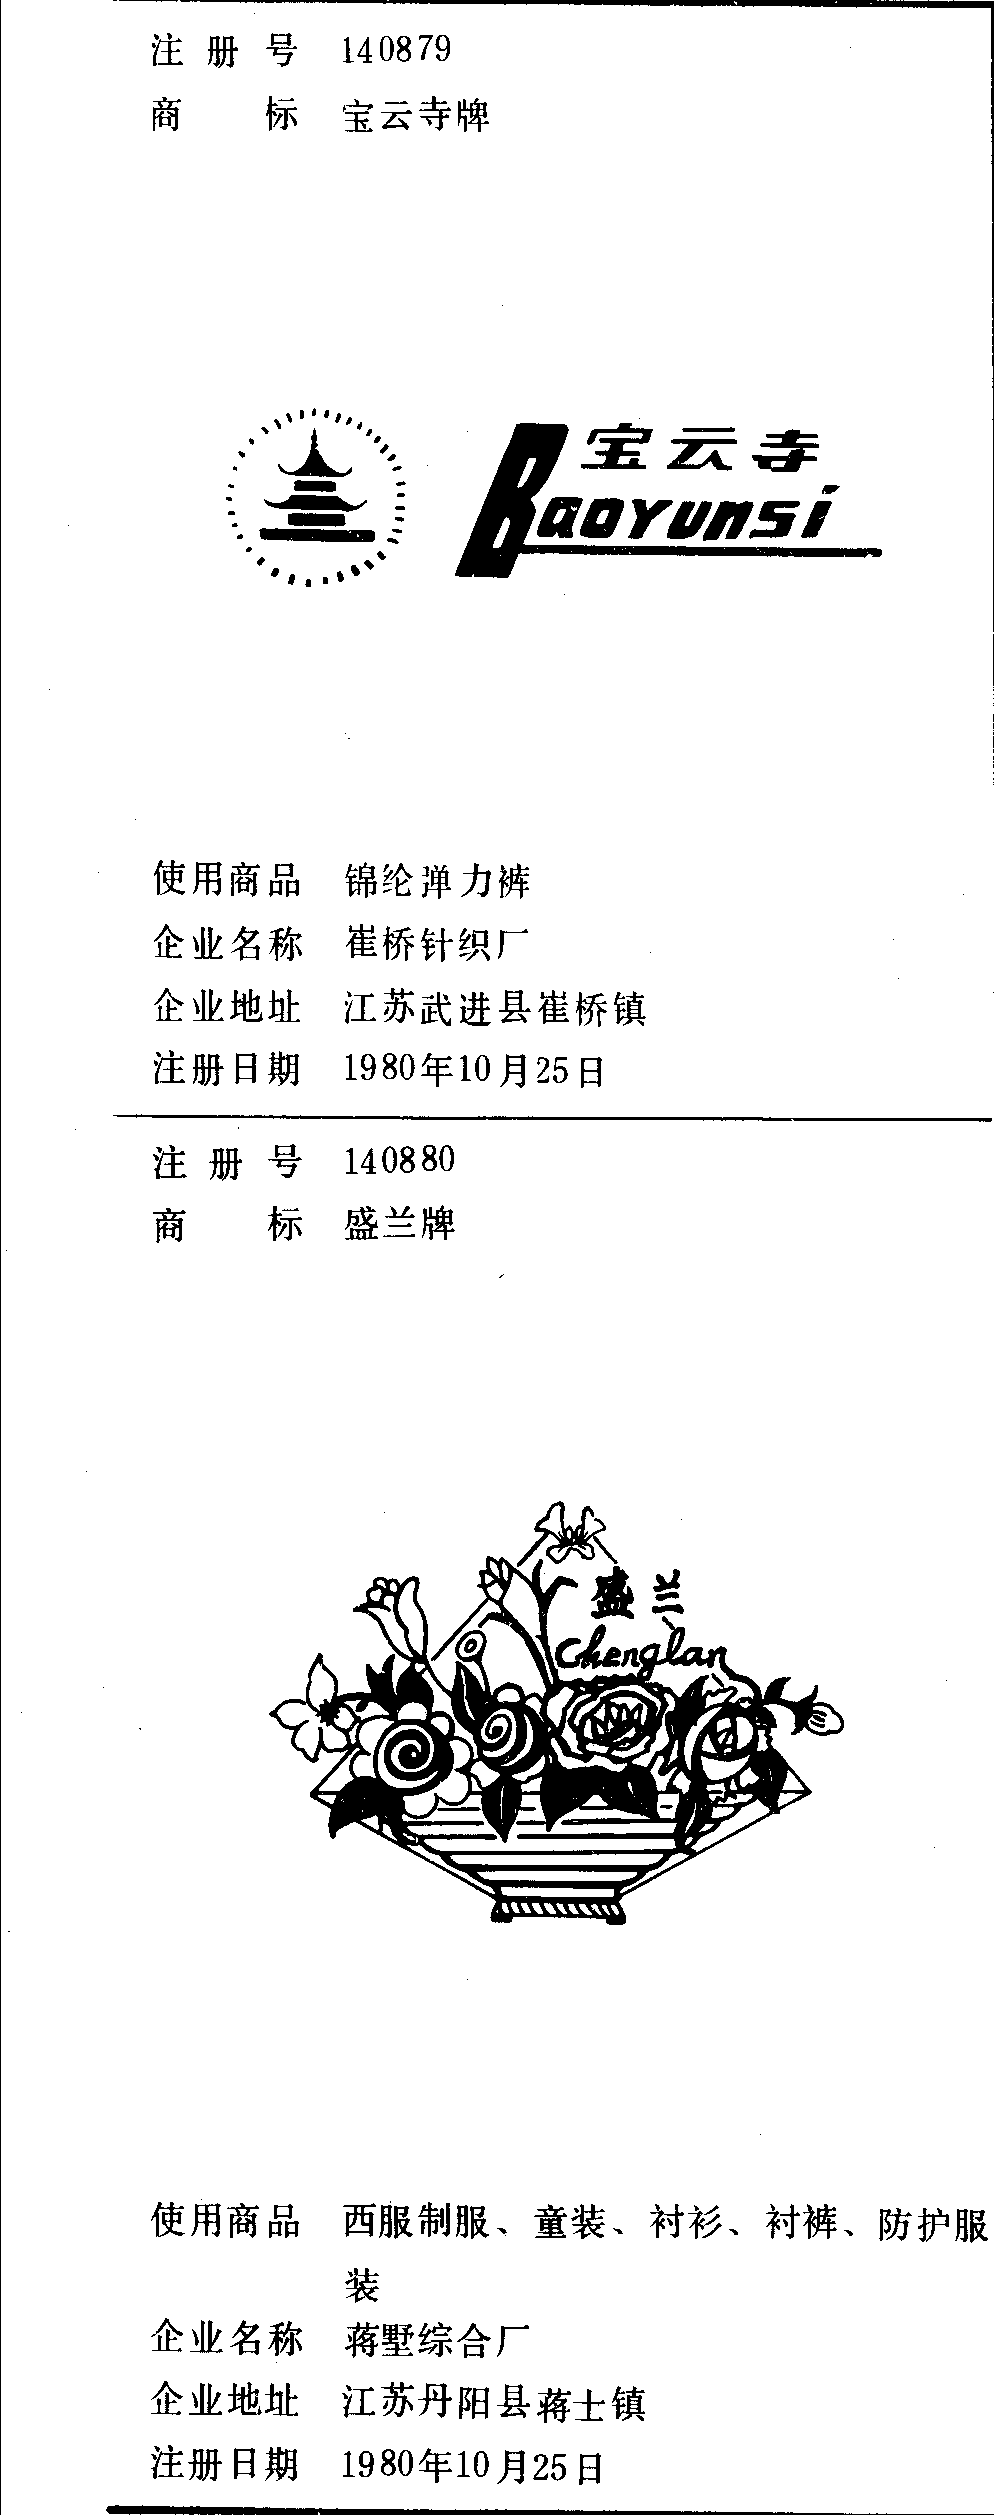 注册号 140879
商标 宝云寺牌
宝云寺
Baoyunsi
使用商品 锦纶弹力裤
企业名称 崔桥针织厂
企业地址 江苏武进县崔桥镇
注册日期 1980年10月25日
注册号 140880
商标 盛兰牌
盛兰
Chenglan
使用商品 西服制服、童装、衬衫、衬裤、防护服
装
企业名称 蒋墅综合厂
企业地址 江苏丹阳县蒋士镇
注册日期 1980年10月25日